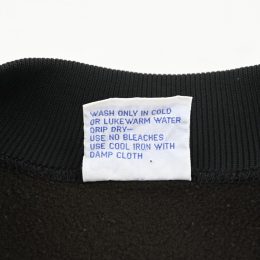 WASH ONLY IN COLD
OR LUKEWARM WATER
DRIP DRY—
USE NO BLEACHES
USE COOL IRON WITH
DAMP CLOTH